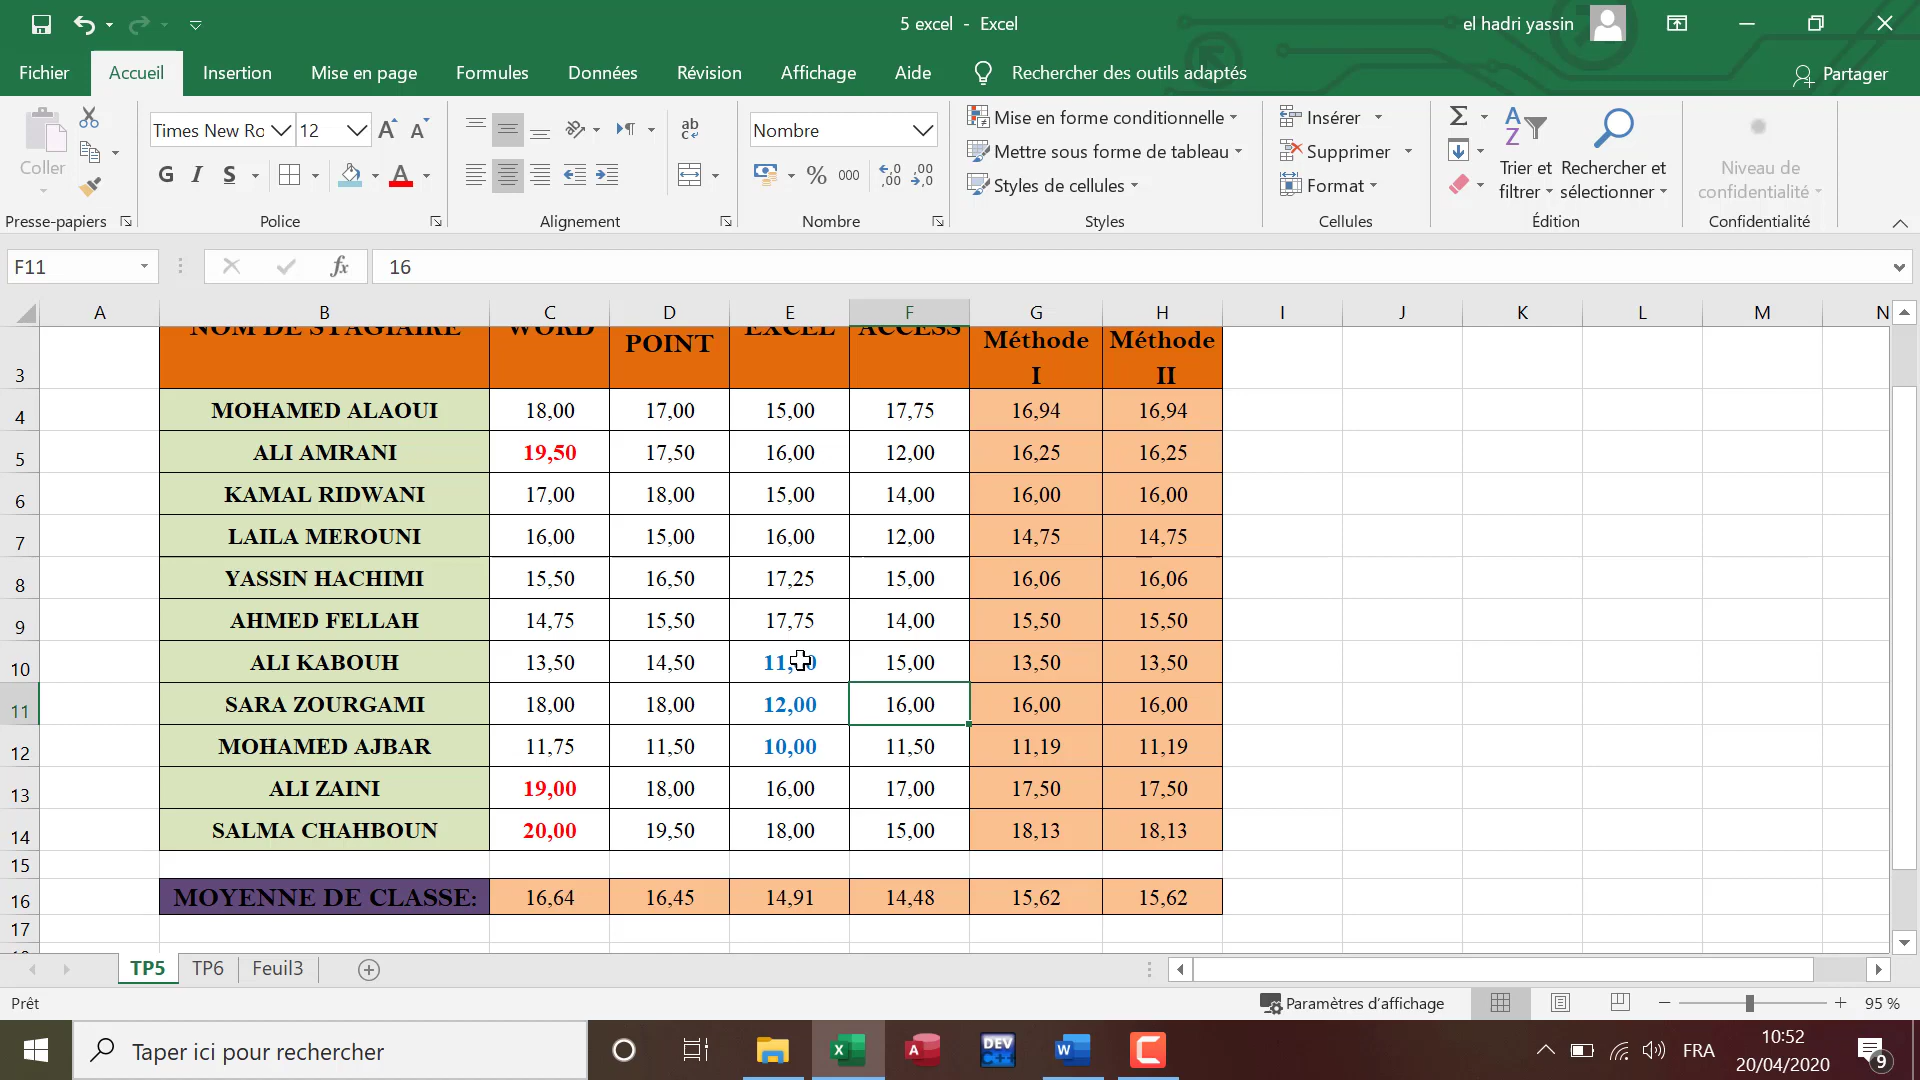 5 excel - Excel
el hadri yassin
Fichier Accueil Insertion Mise en page Formules Données Révision Affichage Aide Rechercher des outils adaptés Partager
Coller
Times New Ro 12
G I S
Nombre
% 000
Mise en forme conditionnelle
Mettre sous forme de tableau
Styles de cellules
Insérer
Supprimer
Format
Trier et filtrer
Rechercher et sélectionner
Niveau de confidentialité
Presse-papiers Police Alignement Nombre Styles Cellules Édition Confidentialité
F11 fx 16
A B C D E F G H I J K L M N
3 NOM DE STAGIAIRE WORD POINT EXCEL ACCESS Méthode I Méthode II
4 MOHAMED ALAOUI 18,00 17,00 15,00 17,75 16,94 16,94
5 ALI AMRANI 19,50 17,50 16,00 12,00 16,25 16,25
6 KAMAL RIDWANI 17,00 18,00 15,00 14,00 16,00 16,00
7 LAILA MEROUNI 16,00 15,00 16,00 12,00 14,75 14,75
8 YASSIN HACHIMI 15,50 16,50 17,25 15,00 16,06 16,06
9 AHMED FELLAH 14,75 15,50 17,75 14,00 15,50 15,50
10 ALI KABOUH 13,50 14,50 15,00 13,50 13,50
11 SARA ZOURGAMI 18,00 18,00 12,00 16,00 16,00 16,00
12 MOHAMED AJBAR 11,75 11,50 10,00 11,50 11,19 11,19
13 ALI ZAINI 19,00 18,00 16,00 17,00 17,50 17,50
14 SALMA CHAHBOUN 20,00 19,50 18,00 15,00 18,13 18,13
15
16 MOYENNE DE CLASSE: 16,64 16,45 14,91 14,48 15,62 15,62
17
TP5 TP6 Feuil3
Prêt
Paramètres d'affichage
95 %
Taper ici pour rechercher
DEV C++
FRA
10:52
20/04/2020
9